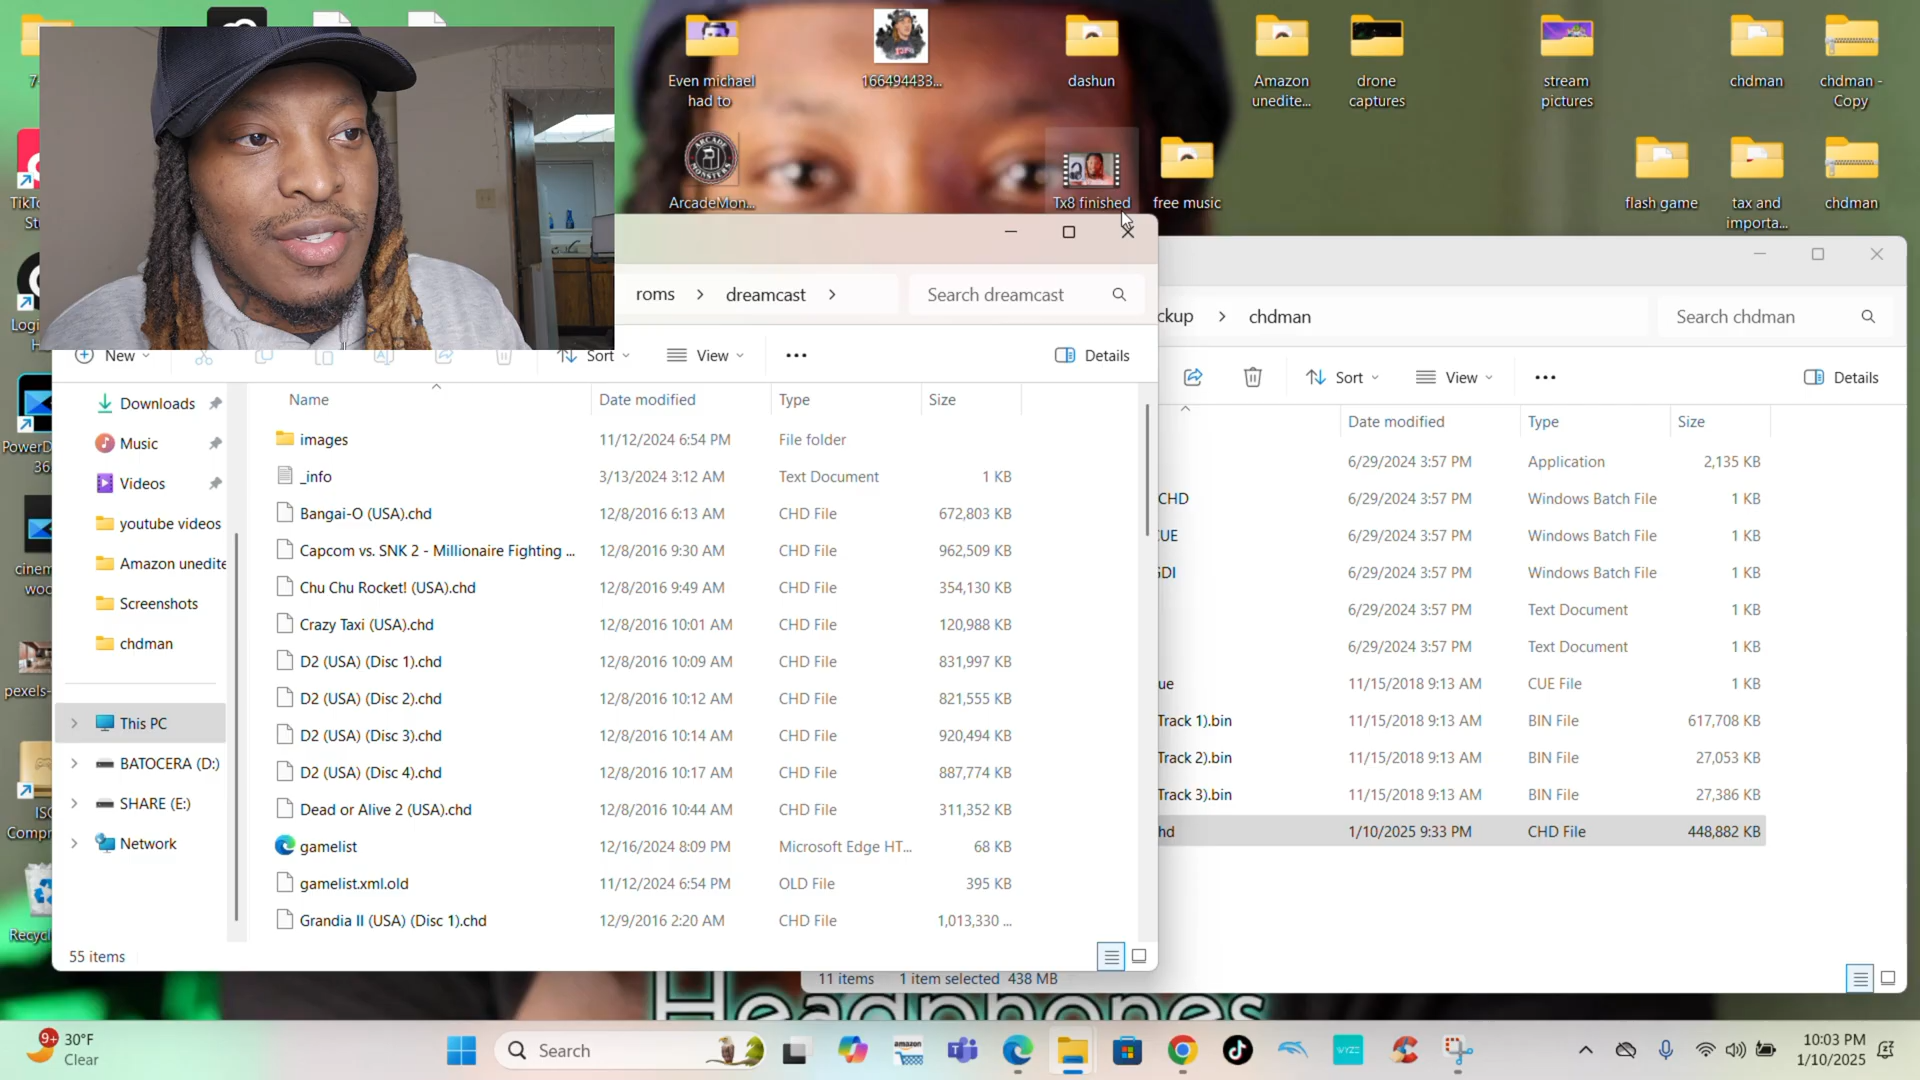 Even michael
had to
166494433...
dashun
Amazon
unedite...
drone
captures
stream
pictures
chdman
chdman -
Copy
ArcadeMon...
Tx8 finished
free music
flash game
tax and
importa...
chdman
TikTo
St
Logi
H
PowerD
36
cinem
woo
pexels-
ISO
Compr
Recycl
roms > dreamcast >
Search dreamcast
New
Sort
View
...
Details
Name
Date modified
Type
Size
Downloads
Music
Videos
youtube videos
Amazon unedite
Screenshots
chdman
This PC
BATOCERA (D:)
SHARE (E:)
Network
images 11/12/2024 6:54 PM File folder
_info 3/13/2024 3:12 AM Text Document 1 KB
Bangai-O (USA).chd 12/8/2016 6:13 AM CHD File 672,803 KB
Capcom vs. SNK 2 - Millionaire Fighting ... 12/8/2016 9:30 AM CHD File 962,509 KB
Chu Chu Rocket! (USA).chd 12/8/2016 9:49 AM CHD File 354,130 KB
Crazy Taxi (USA).chd 12/8/2016 10:01 AM CHD File 120,988 KB
D2 (USA) (Disc 1).chd 12/8/2016 10:09 AM CHD File 831,997 KB
D2 (USA) (Disc 2).chd 12/8/2016 10:12 AM CHD File 821,555 KB
D2 (USA) (Disc 3).chd 12/8/2016 10:14 AM CHD File 920,494 KB
D2 (USA) (Disc 4).chd 12/8/2016 10:17 AM CHD File 887,774 KB
Dead or Alive 2 (USA).chd 12/8/2016 10:44 AM CHD File 311,352 KB
gamelist 12/16/2024 8:09 PM Microsoft Edge HT... 68 KB
gamelist.xml.old 11/12/2024 6:54 PM OLD File 395 KB
Grandia II (USA) (Disc 1).chd 12/9/2016 2:20 AM CHD File 1,013,330 ...
55 items
ckup > chdman
Search chdman
Sort
View
...
Details
Date modified
Type
Size
6/29/2024 3:57 PM Application 2,135 KB
CHD 6/29/2024 3:57 PM Windows Batch File 1 KB
UE 6/29/2024 3:57 PM Windows Batch File 1 KB
GDI 6/29/2024 3:57 PM Windows Batch File 1 KB
6/29/2024 3:57 PM Text Document 1 KB
6/29/2024 3:57 PM Text Document 1 KB
ue 11/15/2018 9:13 AM CUE File 1 KB
Track 1).bin 11/15/2018 9:13 AM BIN File 617,708 KB
Track 2).bin 11/15/2018 9:13 AM BIN File 27,053 KB
Track 3).bin 11/15/2018 9:13 AM BIN File 27,386 KB
hd 1/10/2025 9:33 PM CHD File 448,882 KB
11 items 1 item selected 438 MB
Headphones
9+
30°F
Clear
Search
amazon
WYZE
10:03 PM
1/10/2025